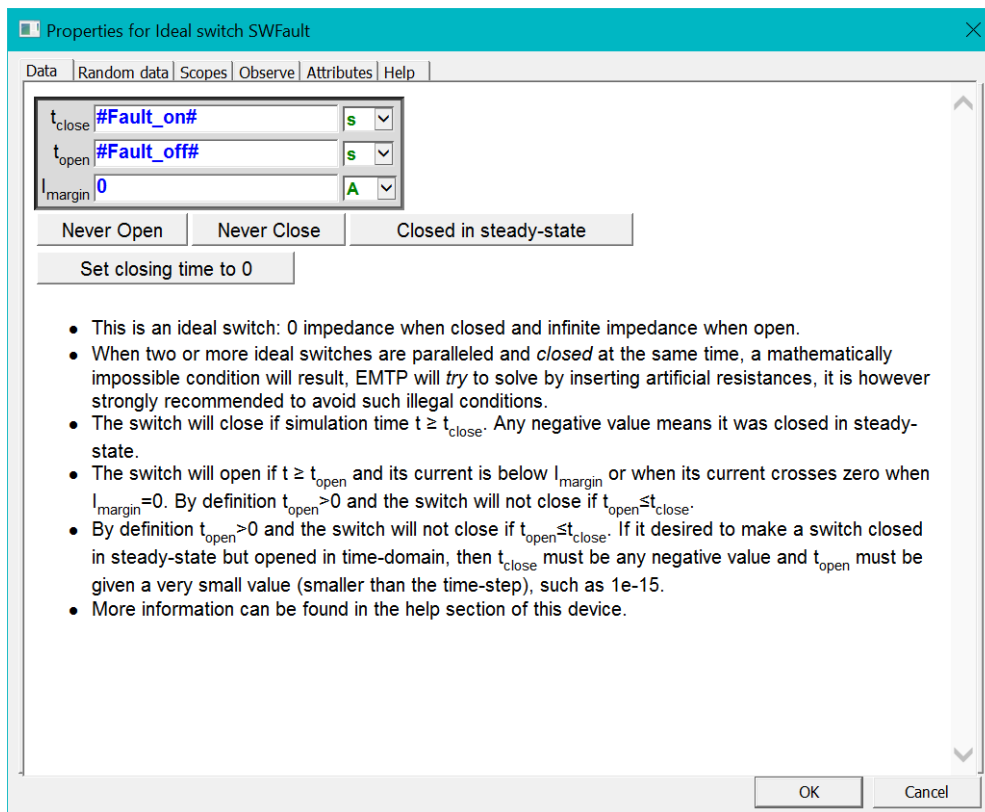 Properties for Ideal switch SWFault
Data Random data Scopes Observe Attributes Help
tclose #Fault_on# s
topen #Fault_off# s
Imargin 0 A
Never Open Never Close Closed in steady-state
Set closing time to 0
• This is an ideal switch: 0 impedance when closed and infinite impedance when open.
• When two or more ideal switches are paralleled and closed at the same time, a mathematically
impossible condition will result, EMTP will try to solve by inserting artificial resistances, it is however
strongly recommended to avoid such illegal conditions.
• The switch will close if simulation time t ≥ tclose. Any negative value means it was closed in steady-
state.
• The switch will open if t ≥ topen and its current is below Imargin or when its current crosses zero when
Imargin=0. By definition topen>0 and the switch will not close if topen≤tclose.
• By definition topen>0 and the switch will not close if topen≤tclose. If it desired to make a switch closed
in steady-state but opened in time-domain, then tclose must be any negative value and topen must be
given a very small value (smaller than the time-step), such as 1e-15.
• More information can be found in the help section of this device.
OK Cancel